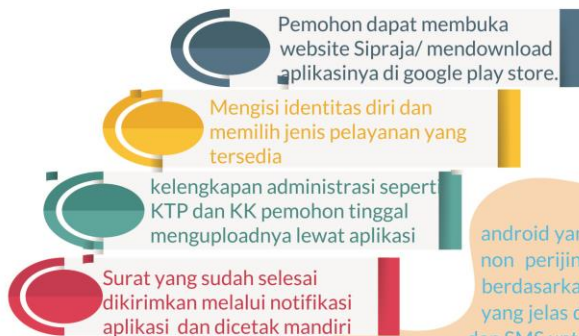 Pemohon dapat membuka
website Sipraja/ mendownload
aplikasinya di google play store.
Mengisi identitas diri dan
memilih jenis pelayanan yang
tersedia
kelengkapan administrasi seperti
KTP dan KK pemohon tinggal
menguploadnya lewat aplikasi
Surat yang sudah selesai
dikirimkan melalui notifikasi
aplikasi dan dicetak mandiri
android yan
non perijin
berdasarka
yang jelas d